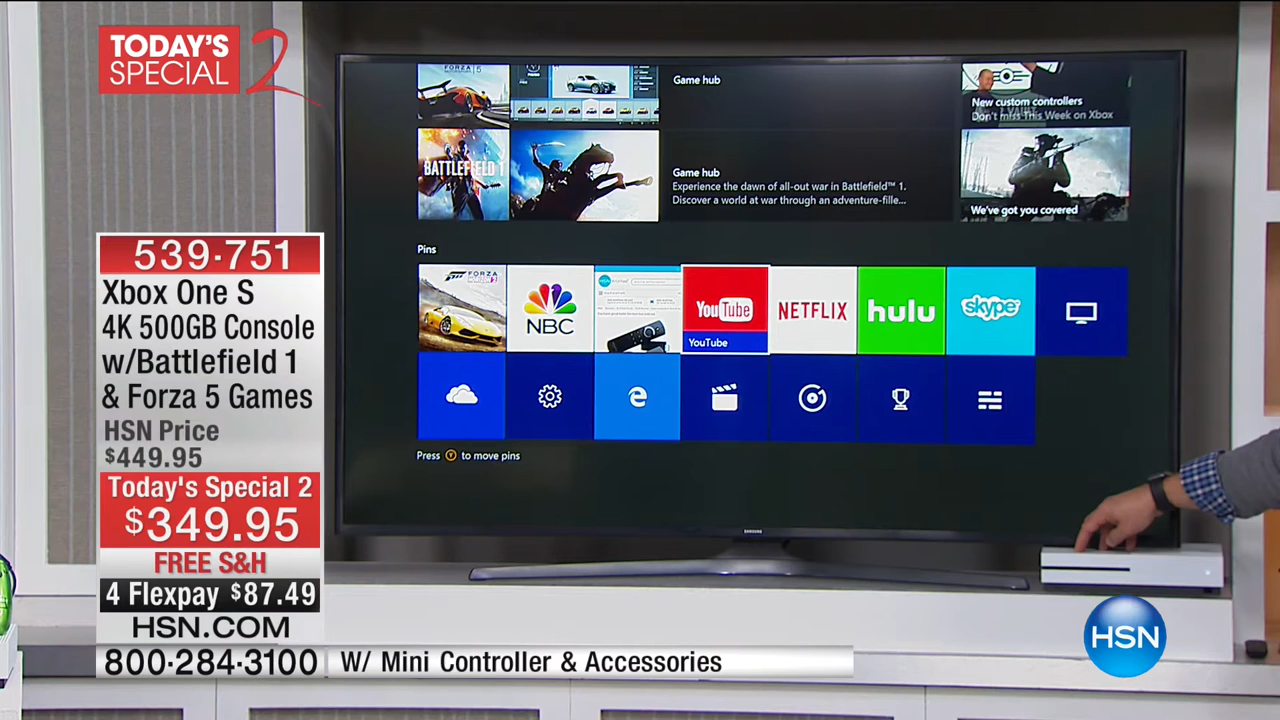 TODAY'S
SPECIAL 2
539·751
Xbox One S
4K 500GB Console
w/Battlefield 1
& Forza 5 Games
HSN Price
$449.95
Today's Special 2
$349.95
FREE S&H
4 Flexpay $87.49
HSN.COM
800·284·3100
W/ Mini Controller & Accessories
HSN
FORZA
Game hub
New custom controllers
Don't miss This Week on Xbox
BATTLEFIELD 1
Game hub
Experience the dawn of all-out war in Battlefield™ 1.
Discover a world at war through an adventure-fille...
We've got you covered
Pins
FORZA
NBC
YouTube
YouTube
NETFLIX
hulu
skype
Press Y to move pins
SAMSUNG